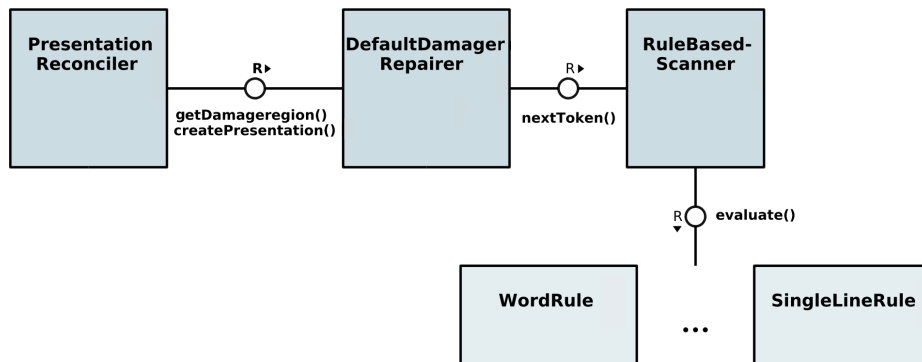 Presentation
Reconciler
R
getDamageregion()
createPresentation()
DefaultDamager
Repairer
R
nextToken()
RuleBased-
Scanner
R
evaluate()
WordRule
...
SingleLineRule